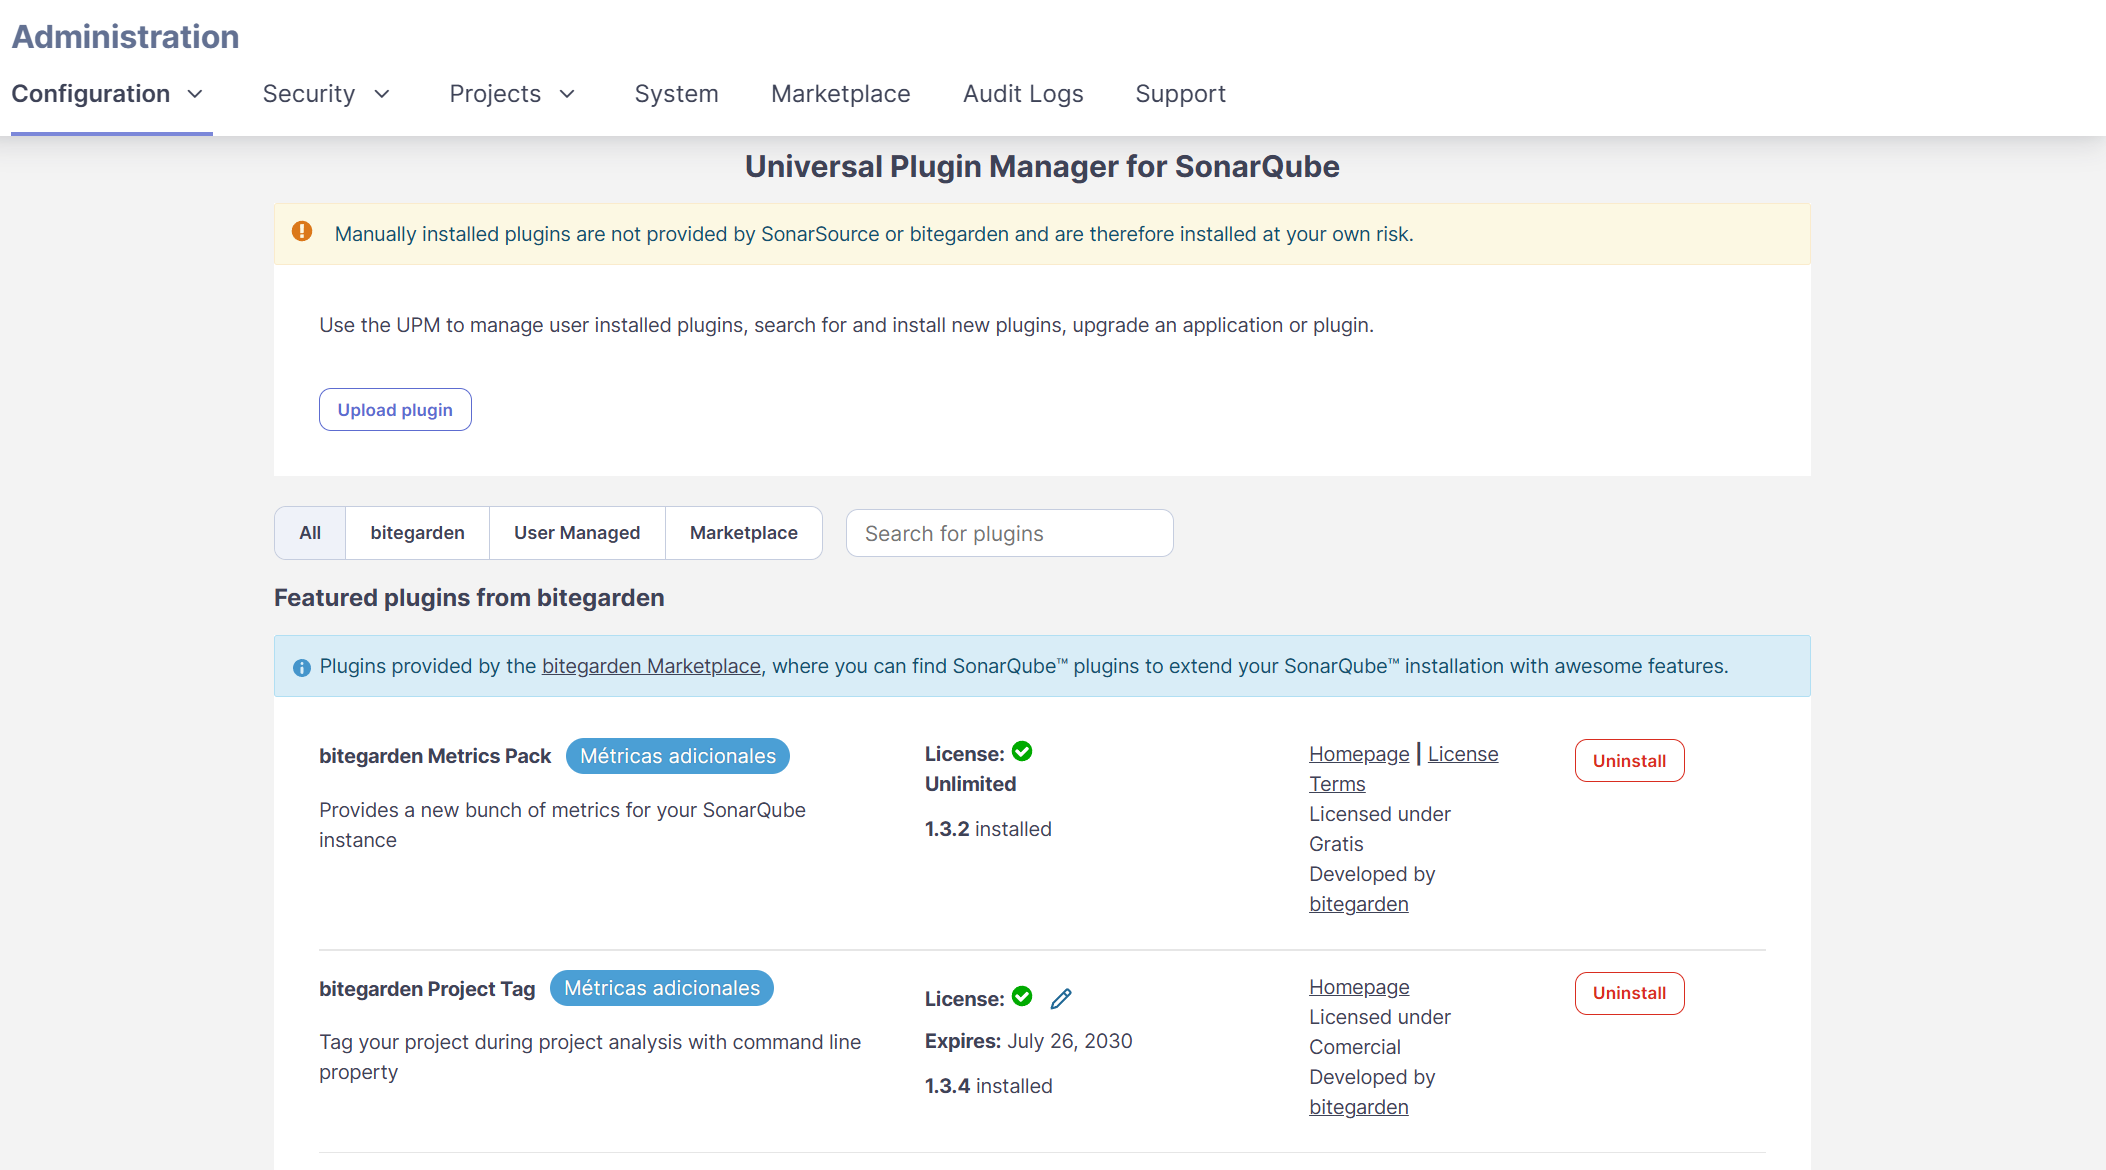 Administration
Configuration Security Projects System Marketplace Audit Logs Support
Universal Plugin Manager for SonarQube
Manually installed plugins are not provided by SonarSource or bitegarden and are therefore installed at your own risk.
Use the UPM to manage user installed plugins, search for and install new plugins, upgrade an application or plugin.
Upload plugin
All bitegarden User Managed Marketplace Search for plugins
Featured plugins from bitegarden
Plugins provided by the bitegarden Marketplace, where you can find SonarQube™ plugins to extend your SonarQube™ installation with awesome features.
bitegarden Metrics Pack Métricas adicionales
Provides a new bunch of metrics for your SonarQube
instance
License:
Unlimited
1.3.2 installed
Homepage | License
Terms
Licensed under
Gratis
Developed by
bitegarden
Uninstall
bitegarden Project Tag Métricas adicionales
Tag your project during project analysis with command line
property
License:
Expires: July 26, 2030
1.3.4 installed
Homepage
Licensed under
Comercial
Developed by
bitegarden
Uninstall